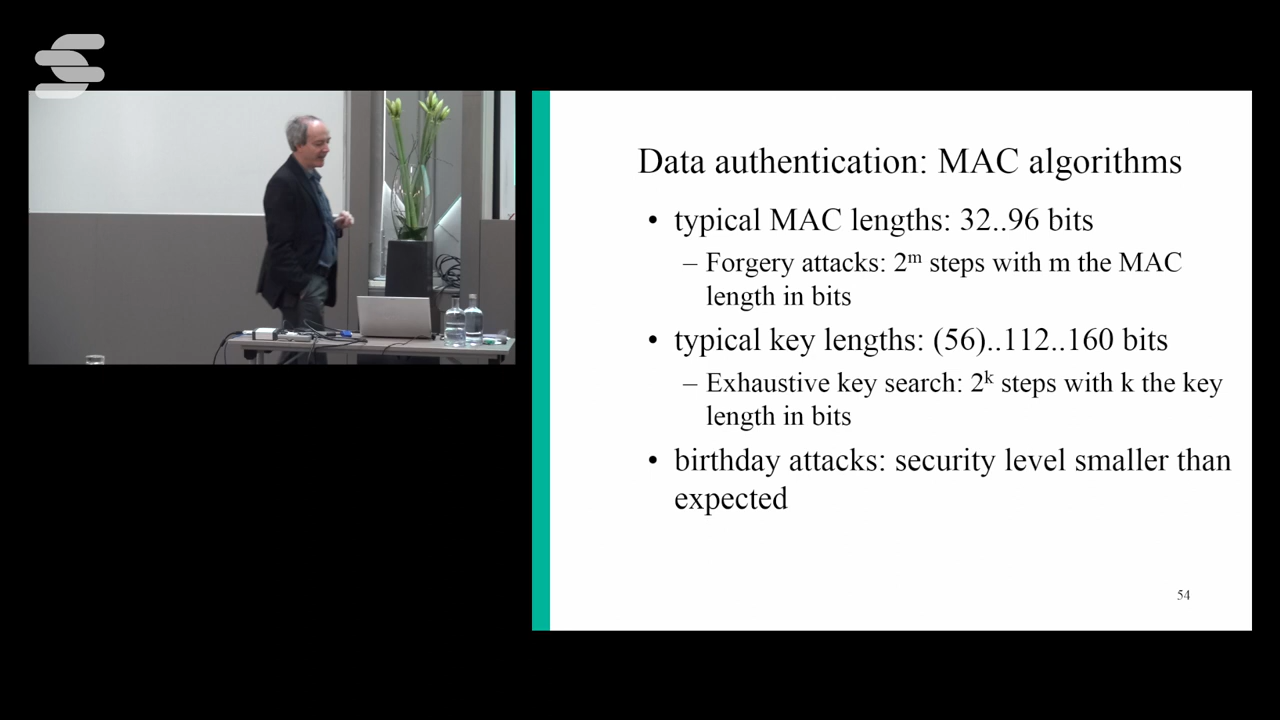 Data authentication: MAC algorithms
• typical MAC lengths: 32..96 bits
– Forgery attacks: 2ᵐ steps with m the MAC
length in bits
• typical key lengths: (56)..112..160 bits
– Exhaustive key search: 2ᵏ steps with k the key
length in bits
• birthday attacks: security level smaller than
expected
54